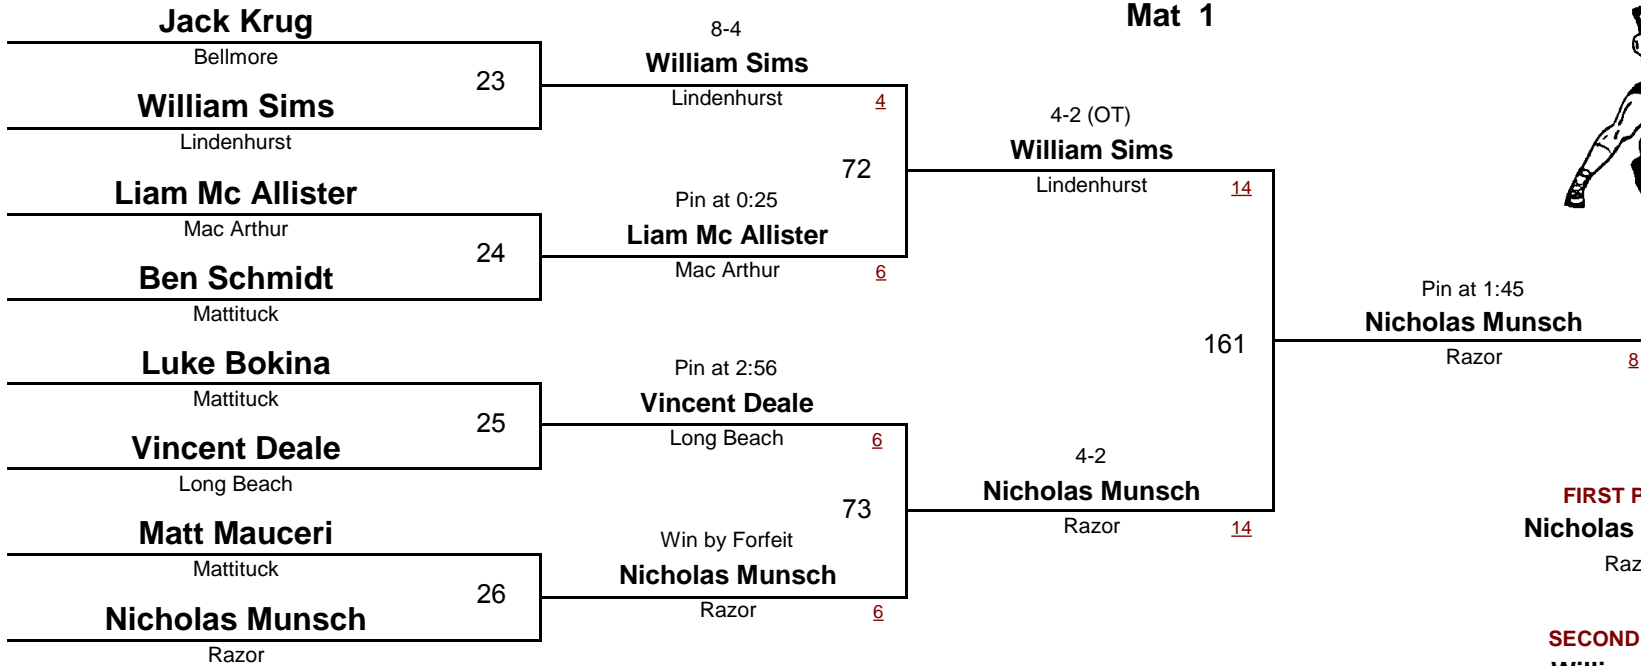 Mat 1
Jack Krug
Bellmore
23
William Sims
Lindenhurst
Liam Mc Allister
Mac Arthur
24
Ben Schmidt
Mattituck
Luke Bokina
Mattituck
25
Vincent Deale
Long Beach
Matt Mauceri
Mattituck
26
Nicholas Munsch
Razor
8-4
William Sims
Lindenhurst
4
72
Pin at 0:25
Liam Mc Allister
Mac Arthur
6
Pin at 2:56
Vincent Deale
Long Beach
6
73
Win by Forfeit
Nicholas Munsch
Razor
6
4-2 (OT)
William Sims
Lindenhurst
14
161
4-2
Nicholas Munsch
Razor
14
Pin at 1:45
Nicholas Munsch
Razor
8
FIRST P
Nicholas
Raz
SECOND